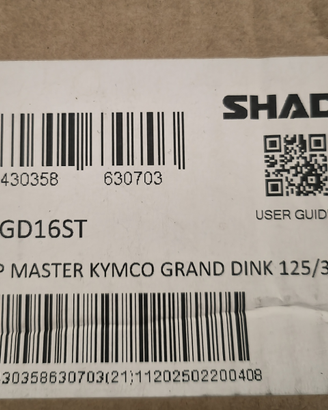 SHAD
430358 630703
USER GUID
GD16ST
P MASTER KYMCO GRAND DINK 125/3
30358630703(21)11202502200408